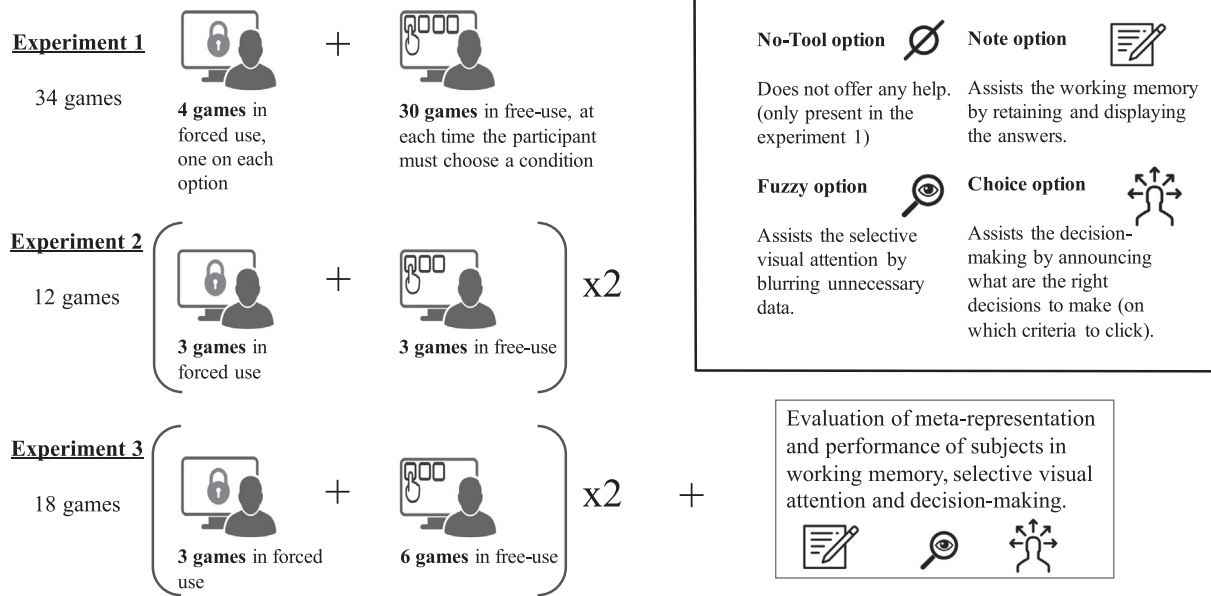 Experiment 1
34 games
4 games in
forced use,
one on each
option
+
30 games in free-use, at
each time the participant
must choose a condition
No-Tool option
Does not offer any help.
(only present in the
experiment 1)
Note option
Assists the working memory
by retaining and displaying
the answers.
Fuzzy option
Assists the selective
visual attention by
blurring unnecessary
data.
Choice option
Assists the decision-
making by announcing
what are the right
decisions to make (on
which criteria to click).
Experiment 2
12 games
3 games in
forced use
+
3 games in free-use
x2
Experiment 3
18 games
3 games in forced
use
+
6 games in free-use
x2
+
Evaluation of meta-representation
and performance of subjects in
working memory, selective visual
attention and decision-making.